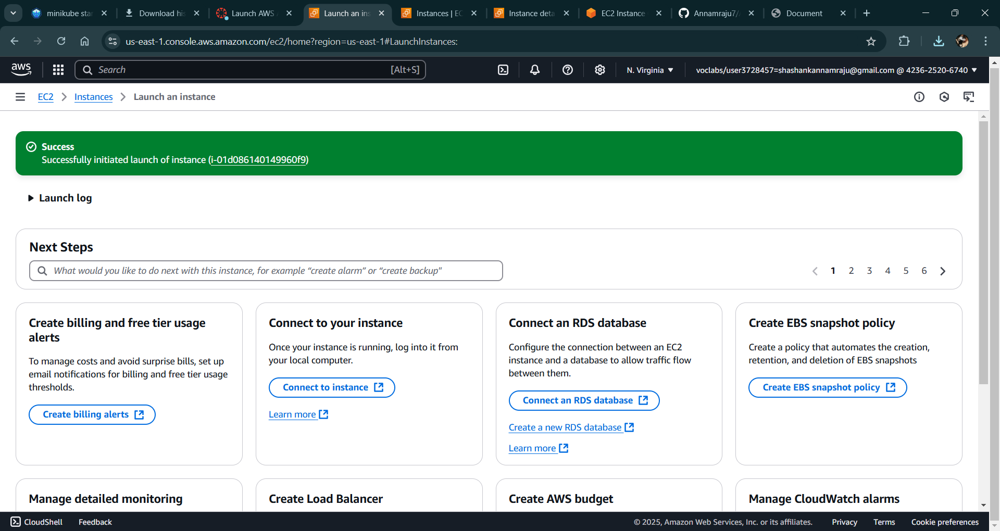 minikube sta
Download his
Launch AWS A
Launch an ins
Instances | EC
Instance deta
EC2 Instance
Annamraju7/
Document
us-east-1.console.aws.amazon.com/ec2/home?region=us-east-1#LaunchInstances:
aws
Search
[Alt+S]
N. Virginia
voclabs/user3728457=shashankannamraju@gmail.com @ 4236-2520-6740
EC2
Instances
Launch an instance
Success
Successfully initiated launch of instance (i-01d086140149960f9)
Launch log
Next Steps
What would you like to do next with this instance, for example “create alarm” or “create backup"
1 2 3 4 5 6
Create billing and free tier usage
alerts
To manage costs and avoid surprise bills, set up
email notifications for billing and free tier usage
thresholds.
Create billing alerts
Connect to your instance
Once your instance is running, log into it from
your local computer.
Connect to instance
Learn more
Connect an RDS database
Configure the connection between an EC2
instance and a database to allow traffic flow
between them.
Connect an RDS database
Create a new RDS database
Learn more
Create EBS snapshot policy
Create a policy that automates the creation,
retention, and deletion of EBS snapshots
Create EBS snapshot policy
Manage detailed monitoring
Create Load Balancer
Create AWS budget
Manage CloudWatch alarms
CloudShell
Feedback
© 2025, Amazon Web Services, Inc. or its affiliates.
Privacy
Terms
Cookie preferences